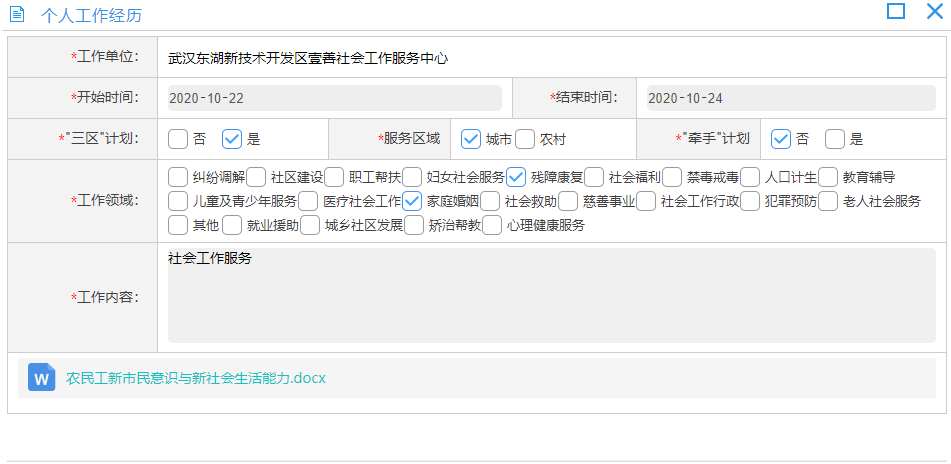 个人工作经历
*工作单位: 武汉东湖新技术开发区壹善社会工作服务中心
*开始时间: 2020-10-22 *结束时间: 2020-10-24
*"三区"计划: 否 是 *服务区域 城市 农村 *"牵手"计划 否 是
纠纷调解 社区建设 职工帮扶 妇女社会服务 残障康复 社会福利 禁毒戒毒 人口计生 教育辅导
*工作领域: 儿童及青少年服务 医疗社会工作 家庭婚姻 社会救助 慈善事业 社会工作行政 犯罪预防 老人社会服务
其他 就业援助 城乡社区发展 矫治帮教 心理健康服务
社会工作服务
*工作内容:
W 农民工新市民意识与新社会生活能力.docx